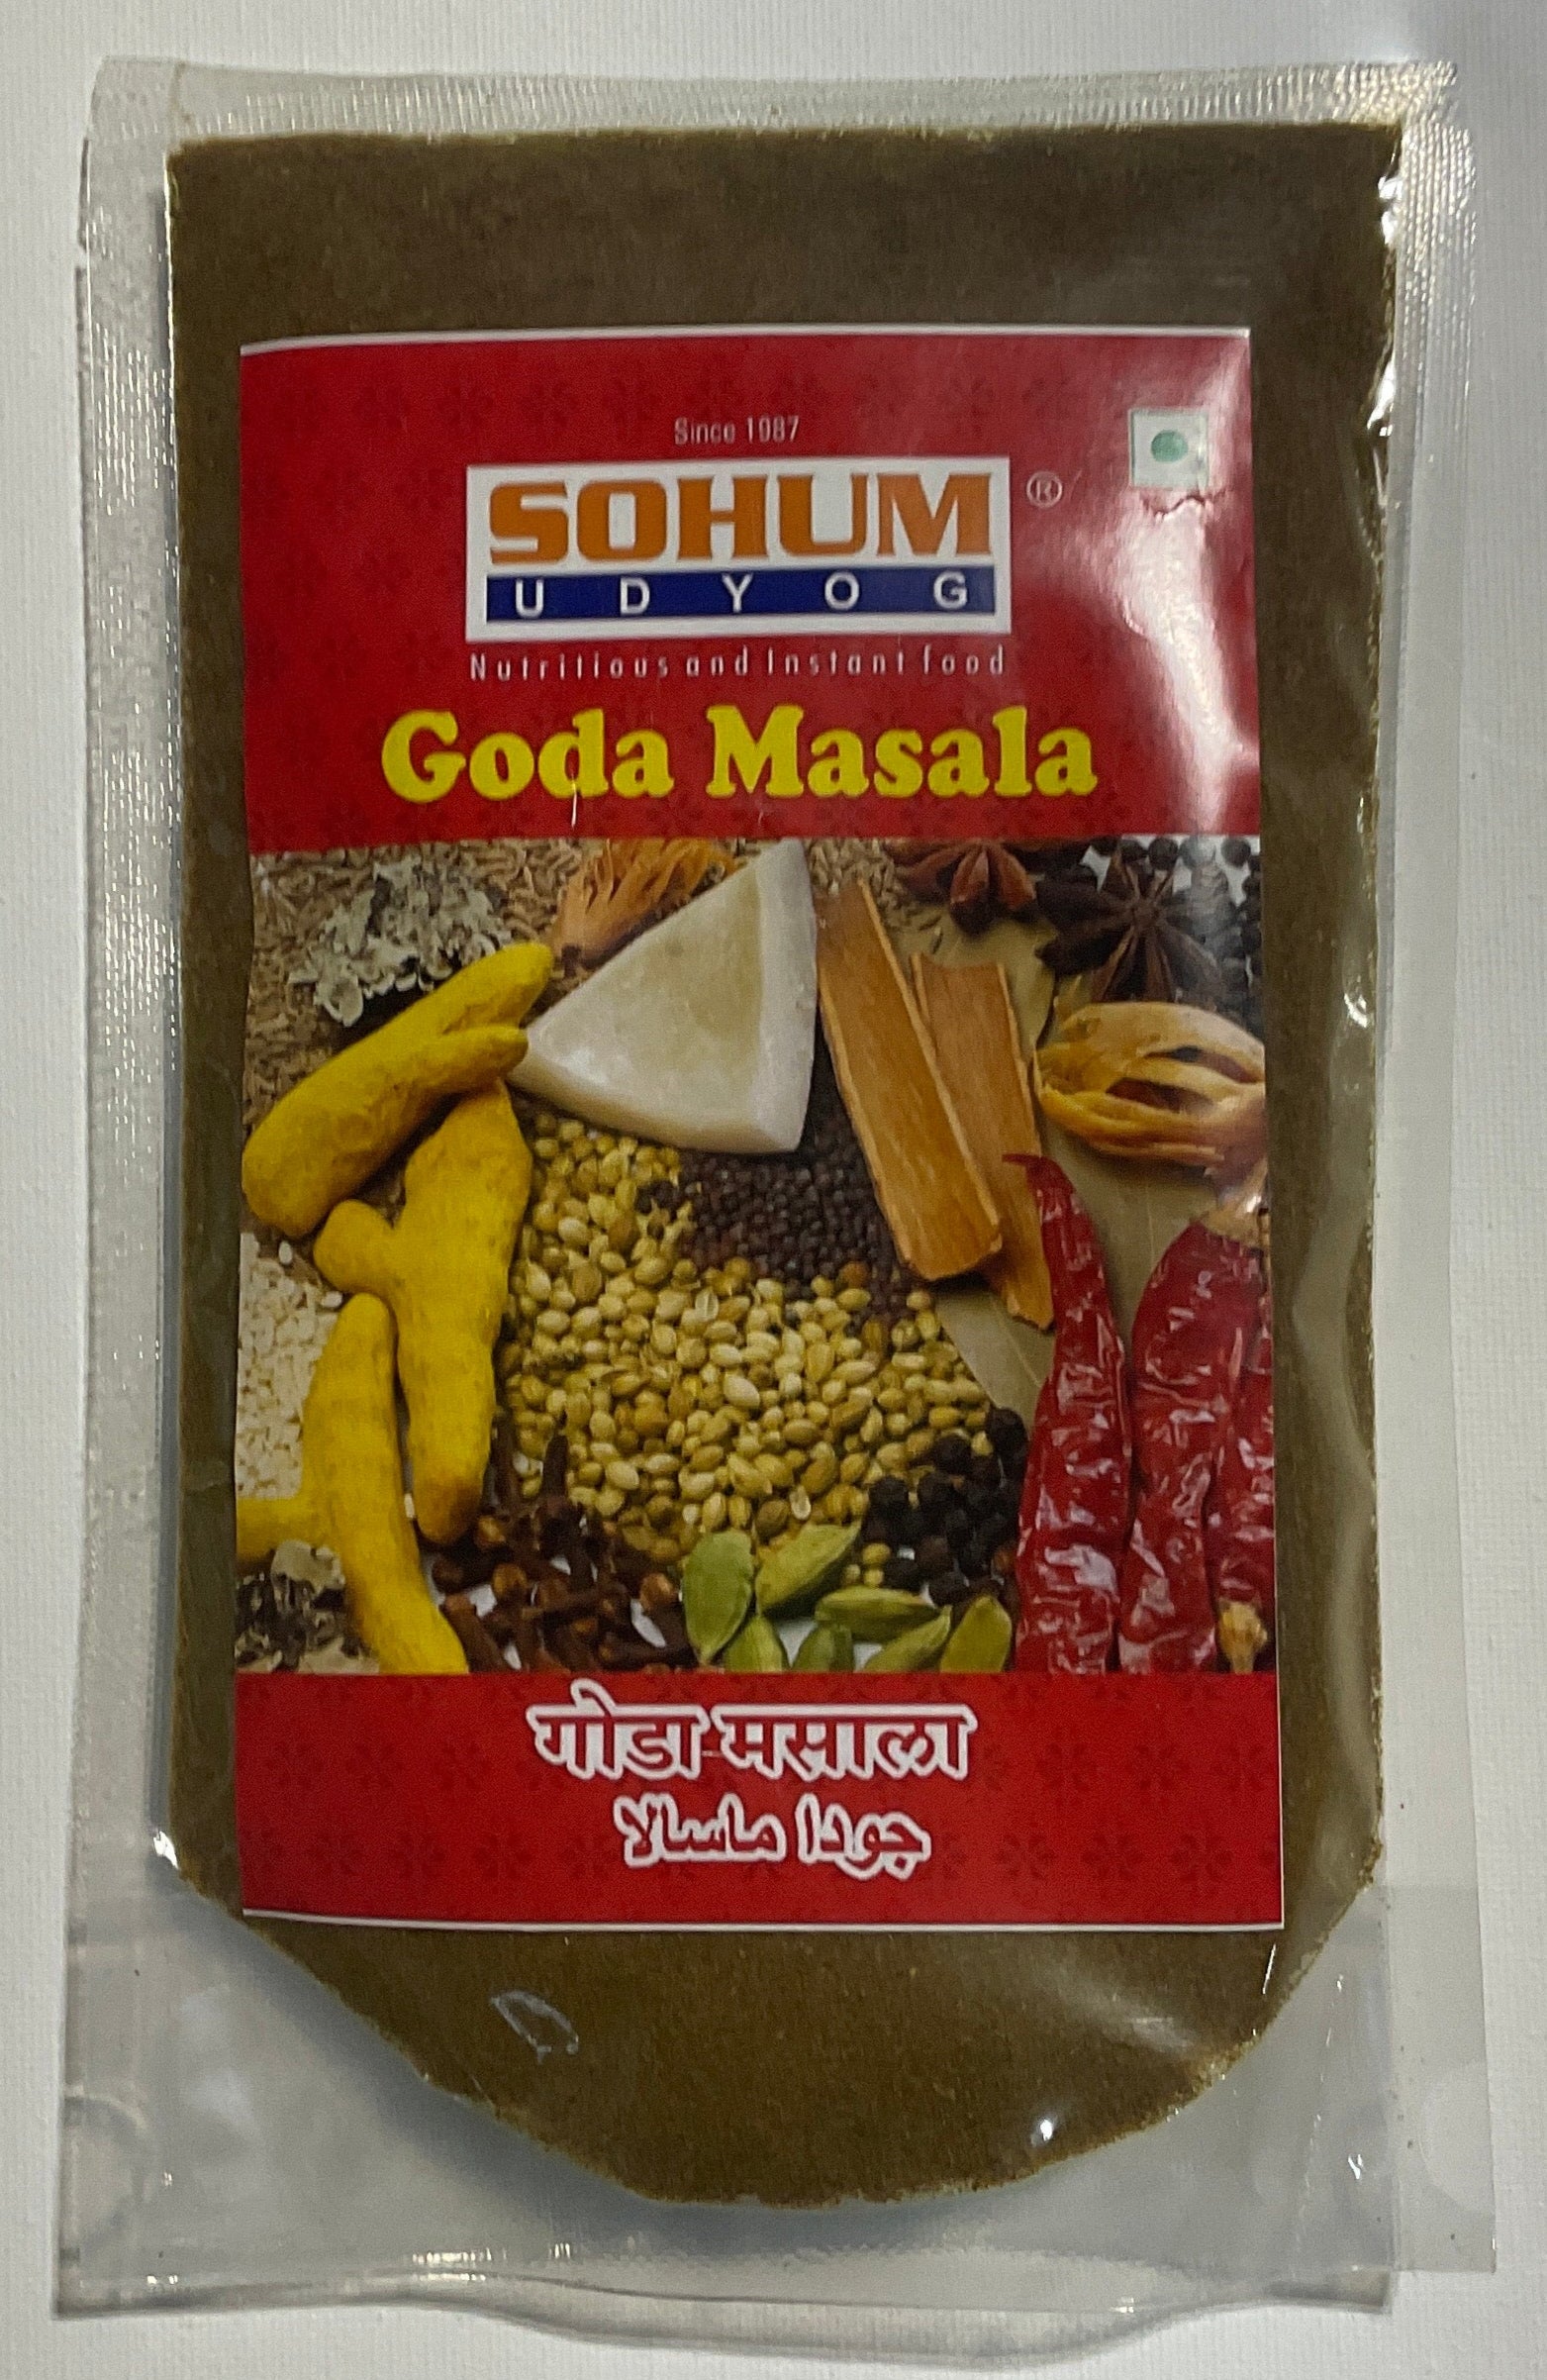 Since 1987
SOHUM ®
UDYOG
Nutritious and Instant food
Goda Masala
गोडा मसाला
جودا ماسالا